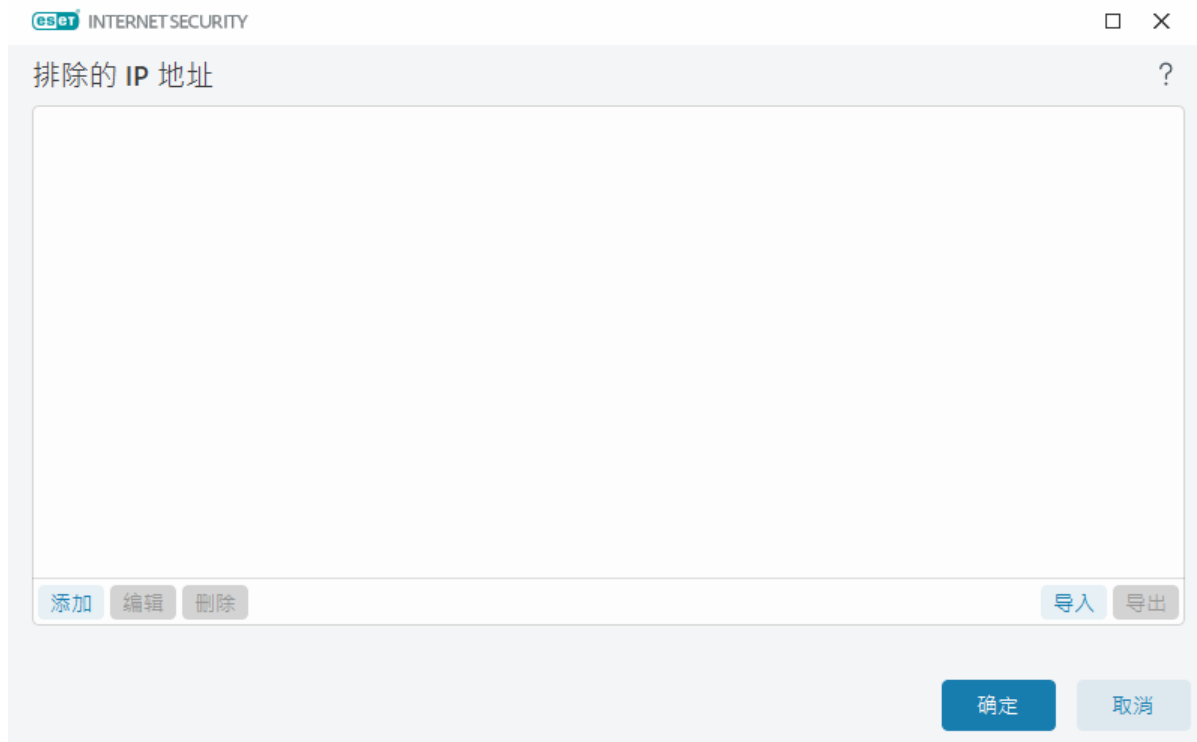 eseT INTERNET SECURITY
排除的 IP 地址
?
添加 编辑 删除 导入 导出
确定 取消